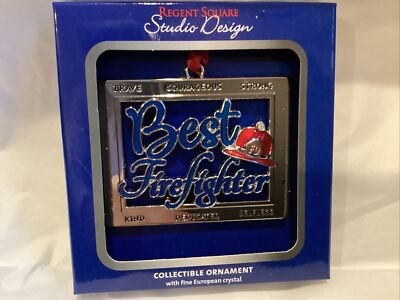 REGENT SQUARE
Studio Design
BRAVE COURAGEOUS STRONG
Best
Firefighter
KIND DEDICATED SELFLESS
COLLECTIBLE ORNAMENT
with fine European crystal